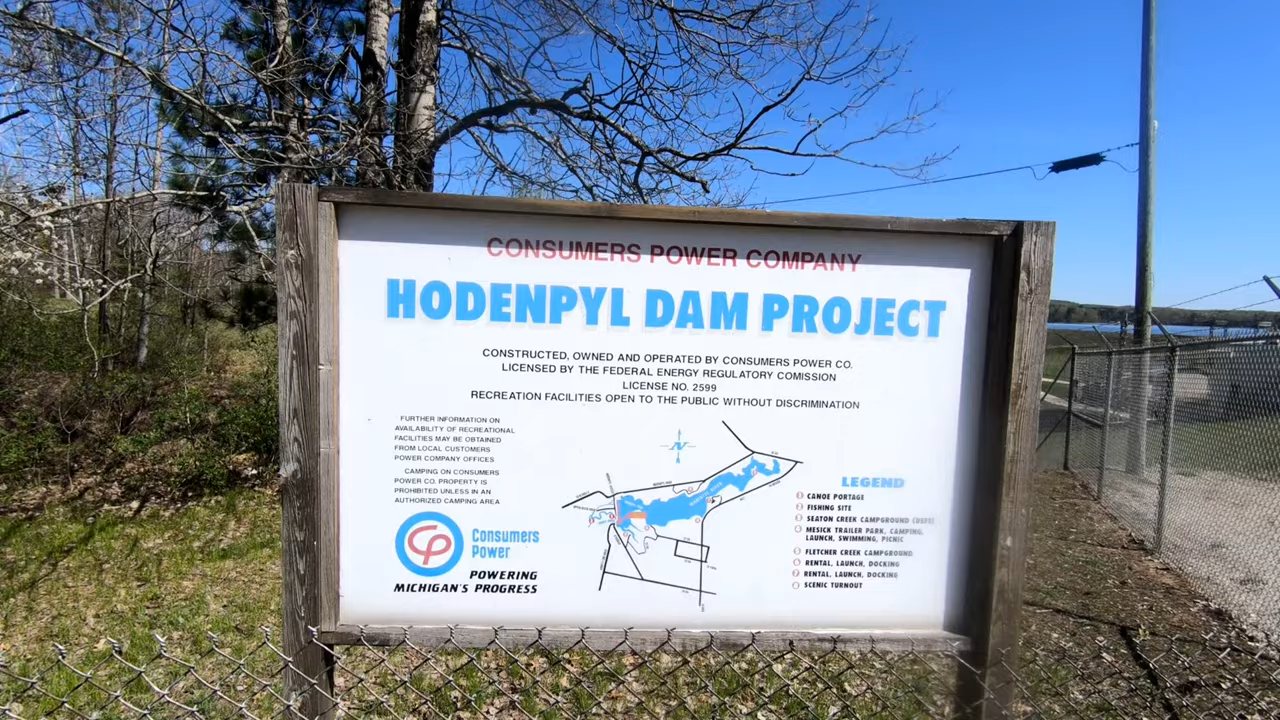 CONSUMERS POWER COMPANY
HODENPYL DAM PROJECT
CONSTRUCTED, OWNED AND OPERATED BY CONSUMERS POWER CO.
LICENSED BY THE FEDERAL ENERGY REGULATORY COMISSION
LICENSE NO. 2599
RECREATION FACILITIES OPEN TO THE PUBLIC WITHOUT DISCRIMINATION
FURTHER INFORMATION ON
AVAILABILITY OF RECREATIONAL
FACILITIES MAY BE OBTAINED
FROM LOCAL CUSTOMERS
POWER COMPANY OFFICES
CAMPING ON CONSUMERS
POWER CO. PROPERTY IS
PROHIBITED UNLESS IN AN
AUTHORIZED CAMPING AREA
CP
Consumers
Power
POWERING
MICHIGAN'S PROGRESS
N
LEGEND
CANOE PORTAGE
FISHING SITE
SEATON CREEK CAMPGROUND (USFS)
MESICK TRAILER PARK, CAMPING,
LAUNCH, SWIMMING, PICNIC
FLETCHER CREEK CAMPGROUND
RENTAL, LAUNCH, DOCKING
RENTAL, LAUNCH, DOCKING
SCENIC TURNOUT